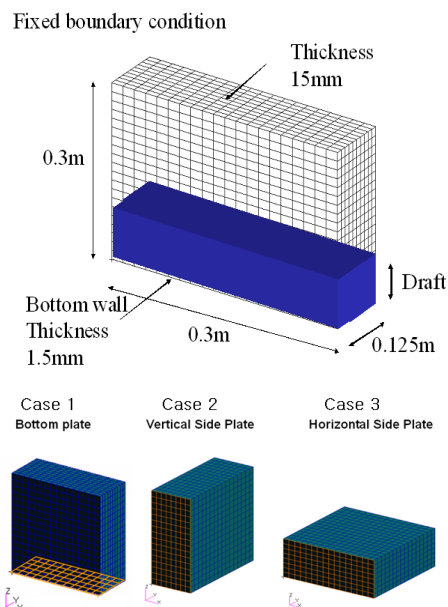 Fixed boundary condition
Thickness
15mm
0.3m
Draft
Bottom wall
Thickness
1.5mm
0.3m
0.125m
Case 1
Bottom plate
Case 2
Vertical Side Plate
Case 3
Horizontal Side Plate
Z
Y
Z
X
Z
X